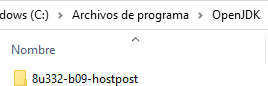 dows (C:) > Archivos de programa > OpenJDK
Nombre
8u332-b09-hostpost